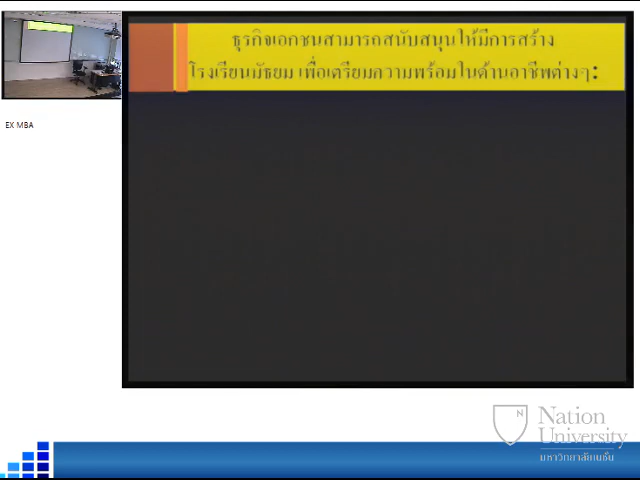 ธุรกิจเอกชนสามารถสนับสนุนให้มีการสร้าง
โรงเรียนมัธยม เพื่อเตรียมความพร้อมในด้านอาชีพต่างๆ:
EX MBA
N
Nation
University
มหาวิทยาลัยเนชั่น